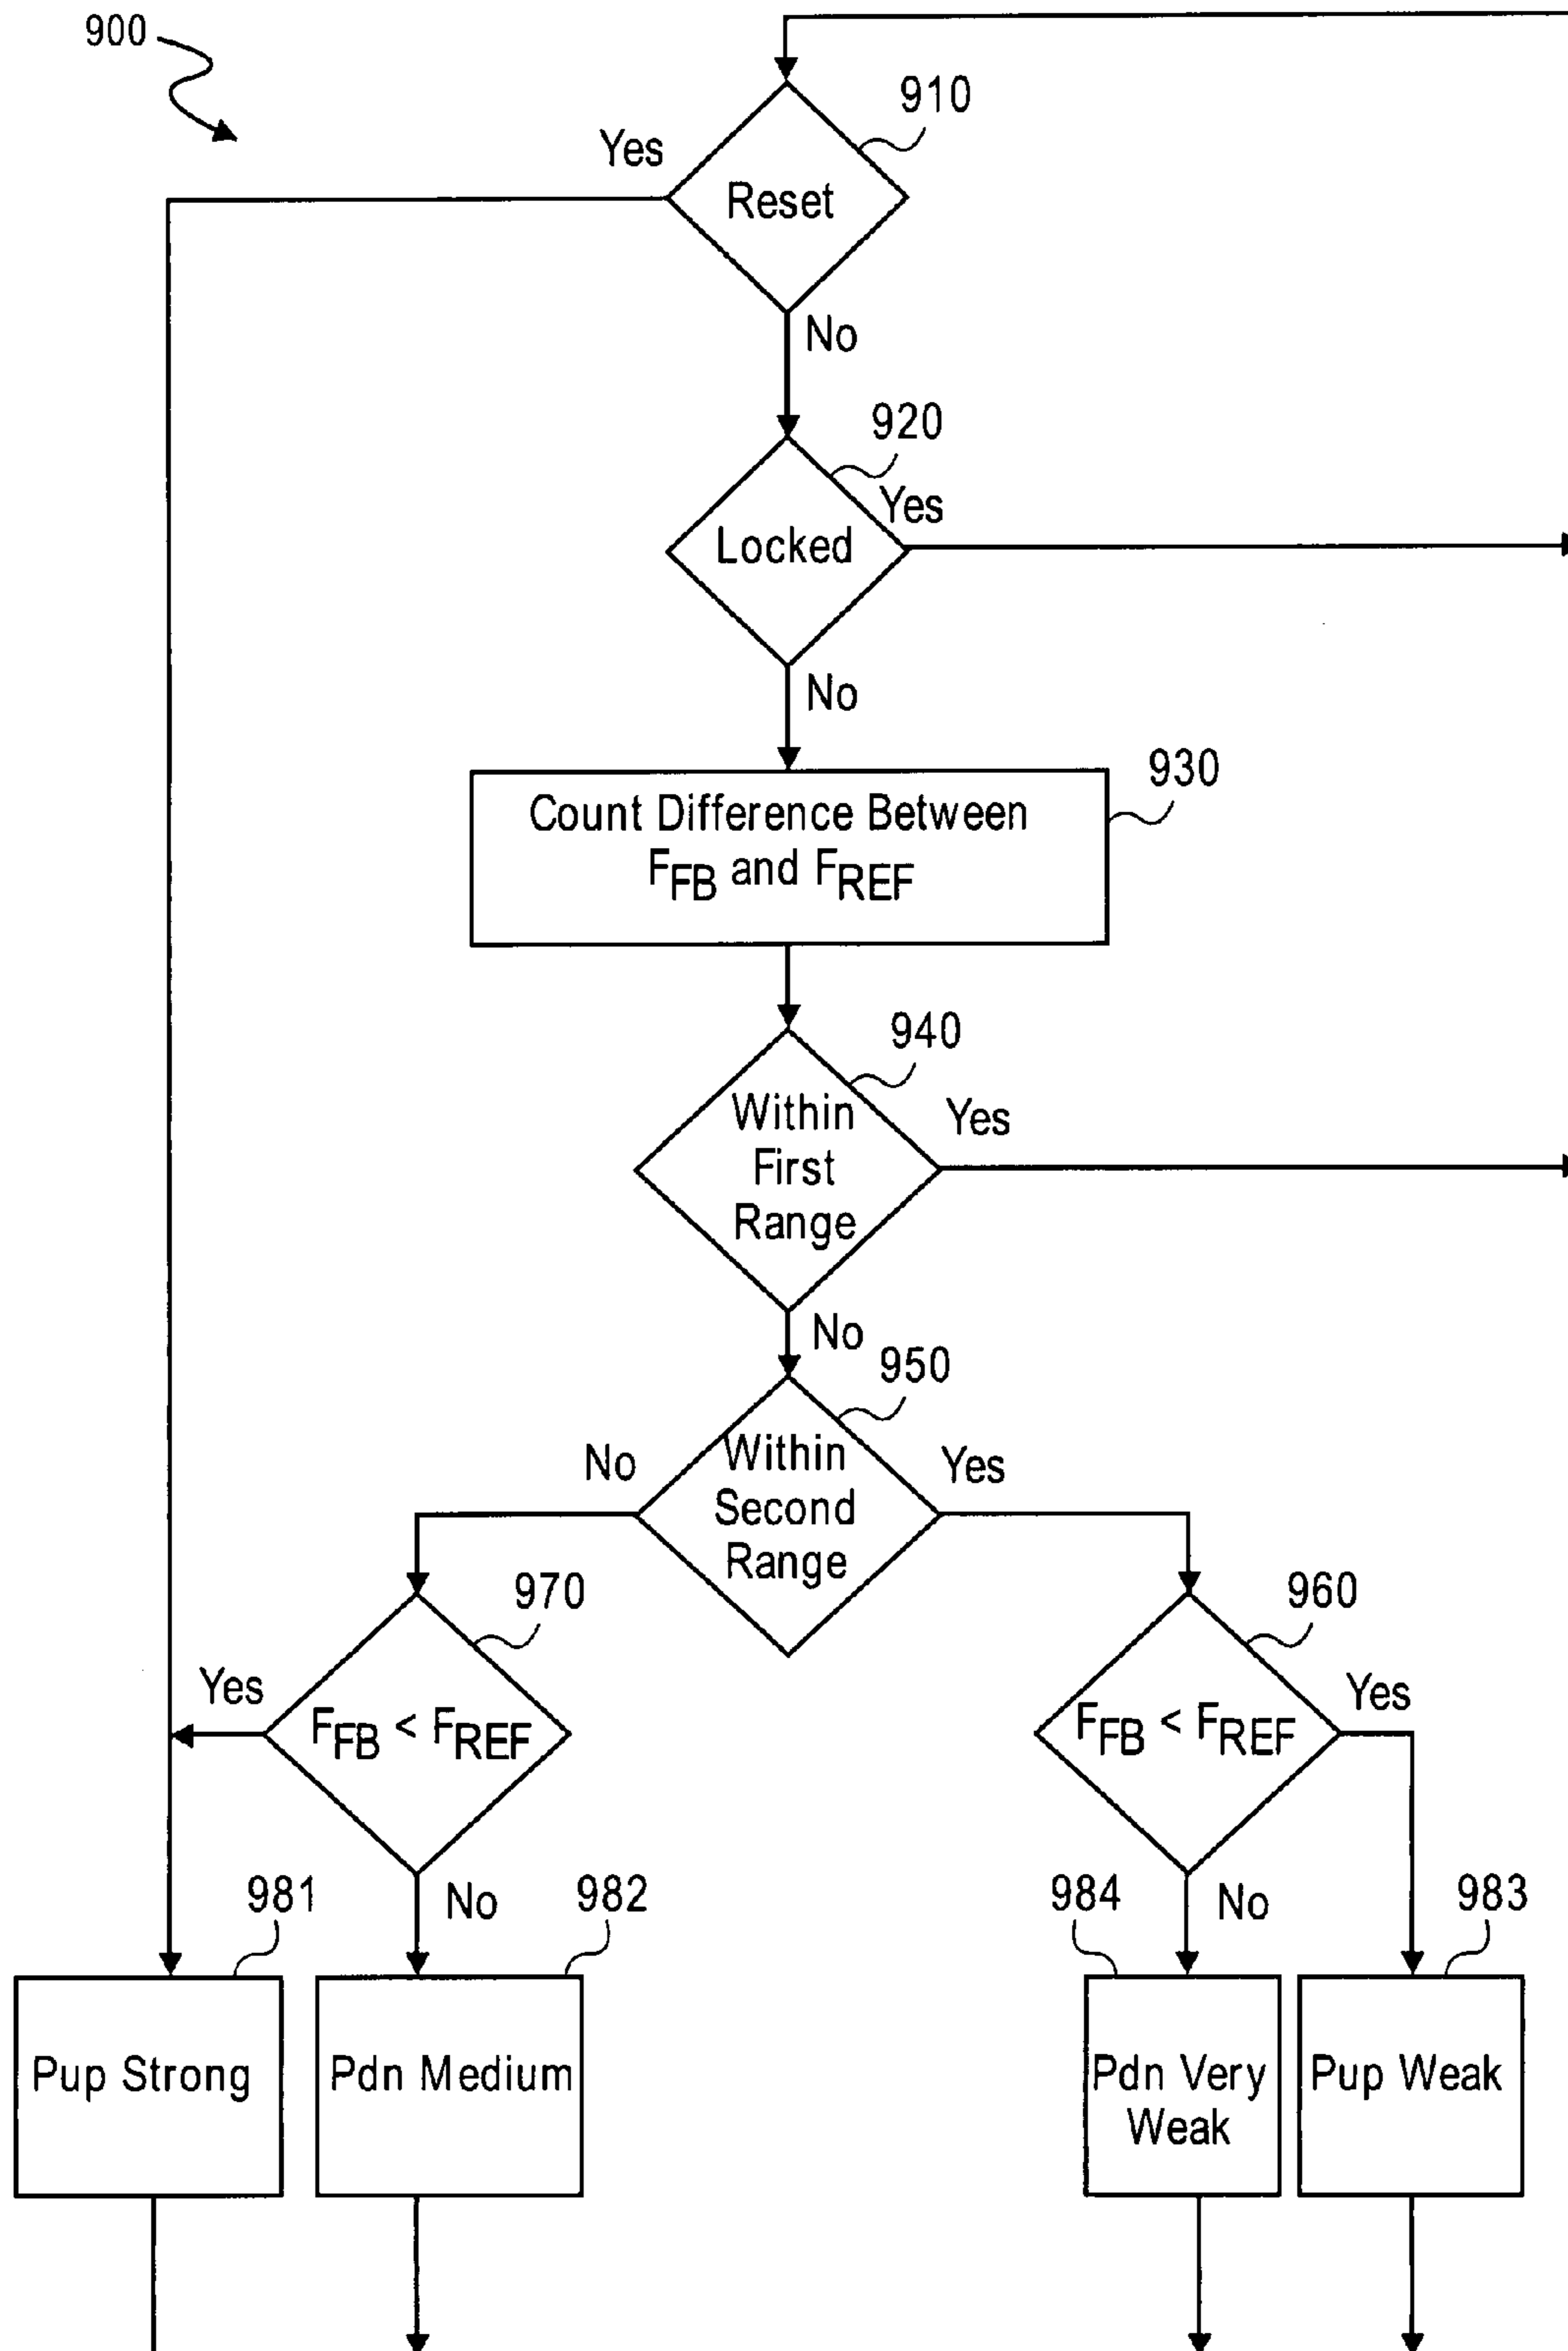 900
910
Yes
Reset
No
920
Yes
Locked
No
930
Count Difference Between
FFB and FREF
940
Within
First
Range
Yes
No
950
No
Within
Second
Range
Yes
970
960
Yes
FFB < FREF
FFB < FREF
Yes
981
No
982
984
No
983
Pup Strong
Pdn Medium
Pdn Very
Weak
Pup Weak